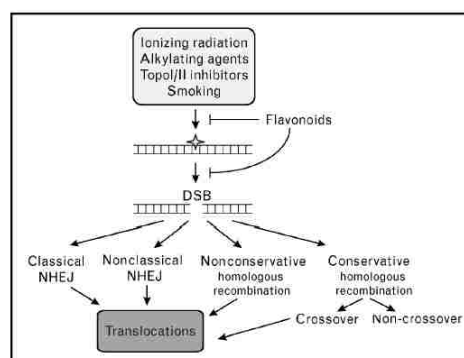 Ionizing radiation
Alkylating agents
TopoI/II inhibitors
Smoking
Flavonoids
DSB
Classical
NHEJ
Nonclassical
NHEJ
Nonconservative
homologous
recombination
Conservative
homologous
recombination
Translocations
Crossover
Non-crossover